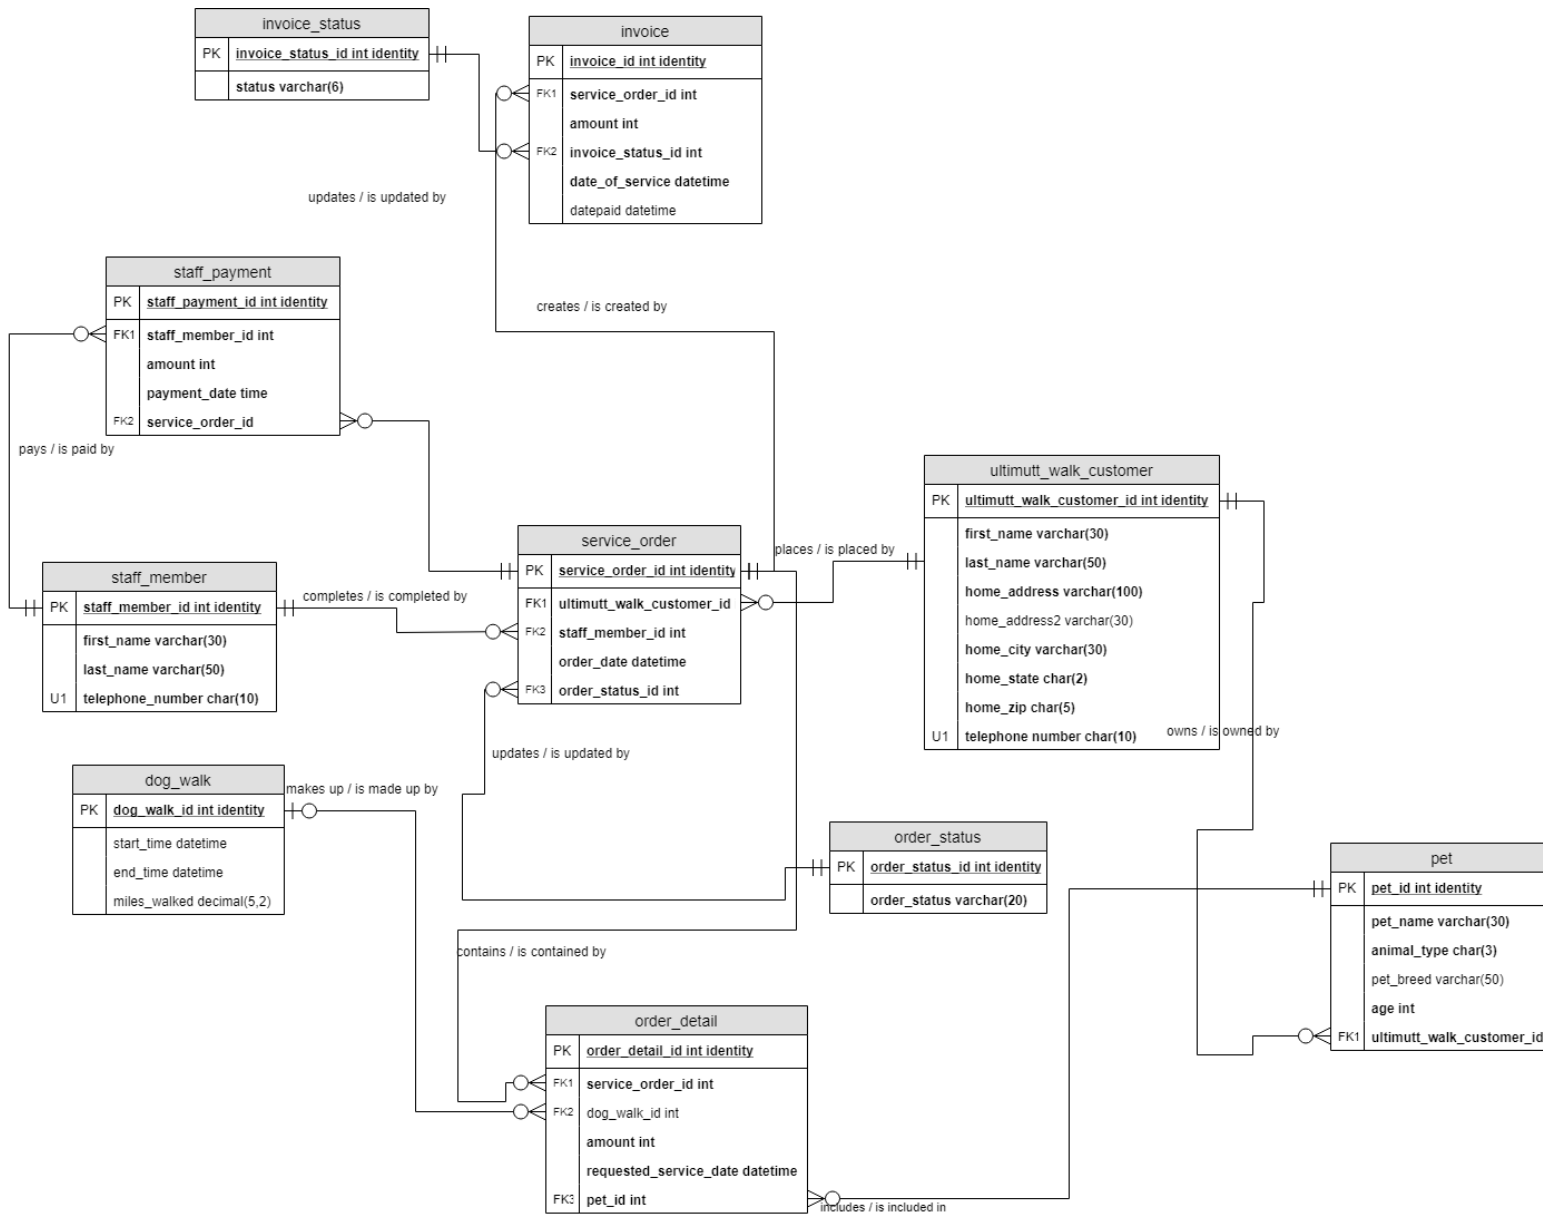 invoice_status
PK invoice_status_id int identity
status varchar(6)
invoice
PK invoice_id int identity
FK1 service_order_id int
amount int
FK2 invoice_status_id int
date_of_service datetime
datepaid datetime
updates / is updated by
staff_payment
PK staff_payment_id int identity
FK1 staff_member_id int
amount int
payment_date time
FK2 service_order_id
creates / is created by
pays / is paid by
ultimutt_walk_customer
PK ultimutt_walk_customer_id int identity
first_name varchar(30)
last_name varchar(50)
home_address varchar(100)
home_address2 varchar(30)
home_city varchar(30)
home_state char(2)
home_zip char(5)
U1 telephone number char(10)
service_order
PK service_order_id int identity
FK1 ultimutt_walk_customer_id
FK2 staff_member_id int
order_date datetime
FK3 order_status_id int
places / is placed by
staff_member
PK staff_member_id int identity
first_name varchar(30)
last_name varchar(50)
U1 telephone_number char(10)
completes / is completed by
owns / is owned by
updates / is updated by
dog_walk
PK dog_walk_id int identity
start_time datetime
end_time datetime
miles_walked decimal(5,2)
makes up / is made up by
order_status
PK order_status_id int identity
order_status varchar(20)
pet
PK pet_id int identity
pet_name varchar(30)
animal_type char(3)
pet_breed varchar(50)
age int
FK1 ultimutt_walk_customer_id
contains / is contained by
order_detail
PK order_detail_id int identity
FK1 service_order_id int
FK2 dog_walk_id int
amount int
requested_service_date datetime
FK3 pet_id int
includes / is included in